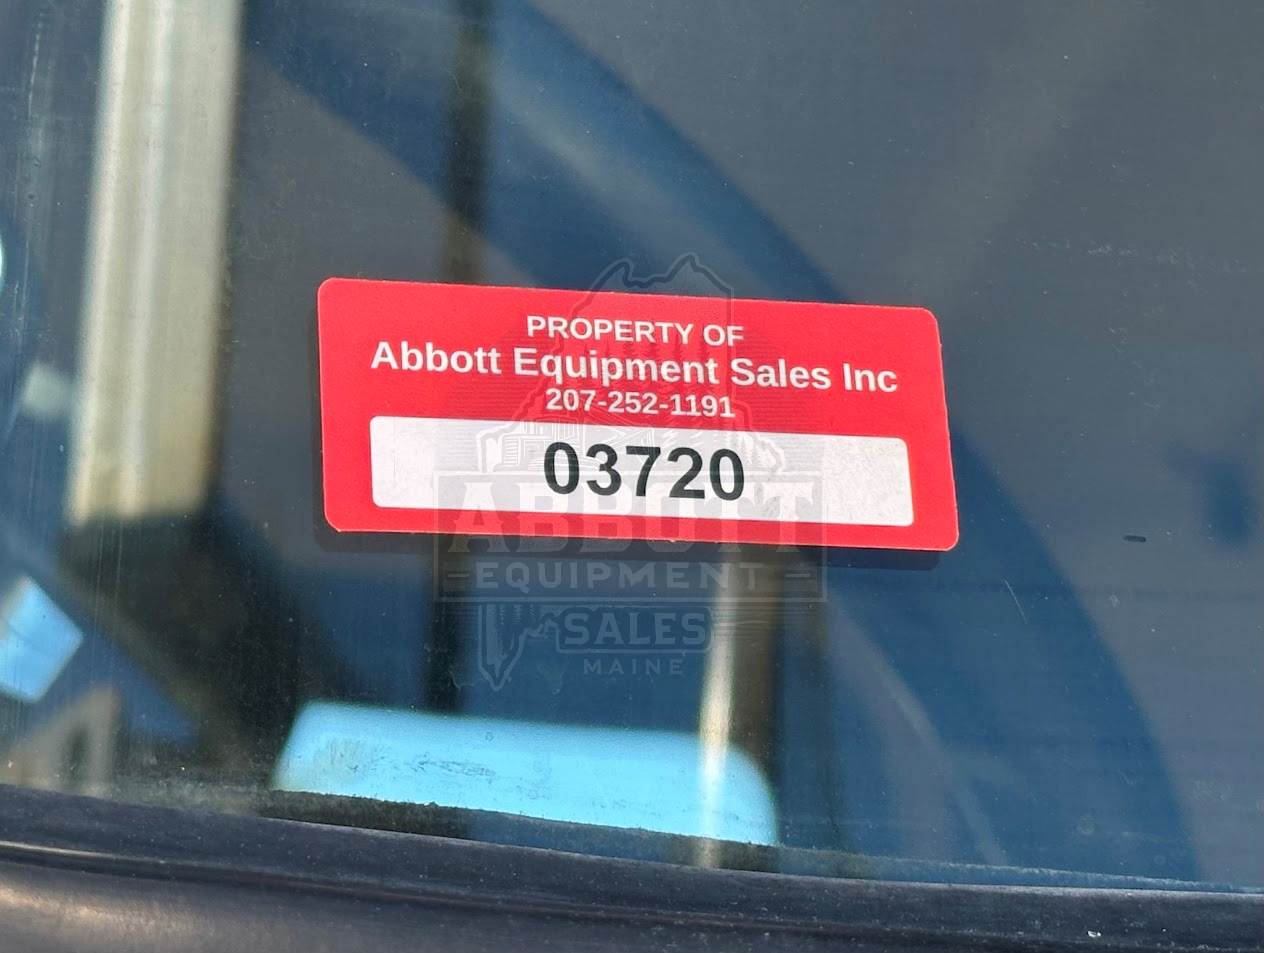 PROPERTY OF
Abbott Equipment Sales Inc
207-252-1191
03720
ABBOTT
EQUIPMENT
SALES
MAINE